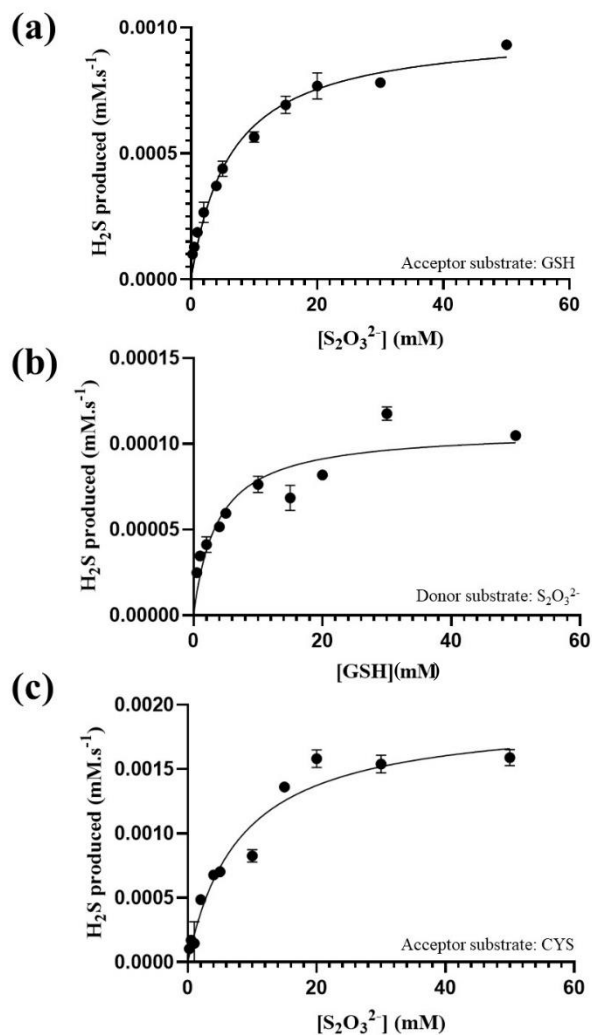 (a)
H₂S produced (mM.s⁻¹)
0.0010
0.0005
0.0000
0 20 40 60
Acceptor substrate: GSH
[S₂O₃²⁻] (mM)
(b)
H₂S produced (mM.s⁻¹)
0.00015
0.00010
0.00005
0.00000
0 20 40 60
Donor substrate: S₂O₃²⁻
[GSH](mM)
(c)
H₂S produced (mM.s⁻¹)
0.0020
0.0015
0.0010
0.0005
0.0000
0 20 40 60
Acceptor substrate: CYS
[S₂O₃²⁻] (mM)